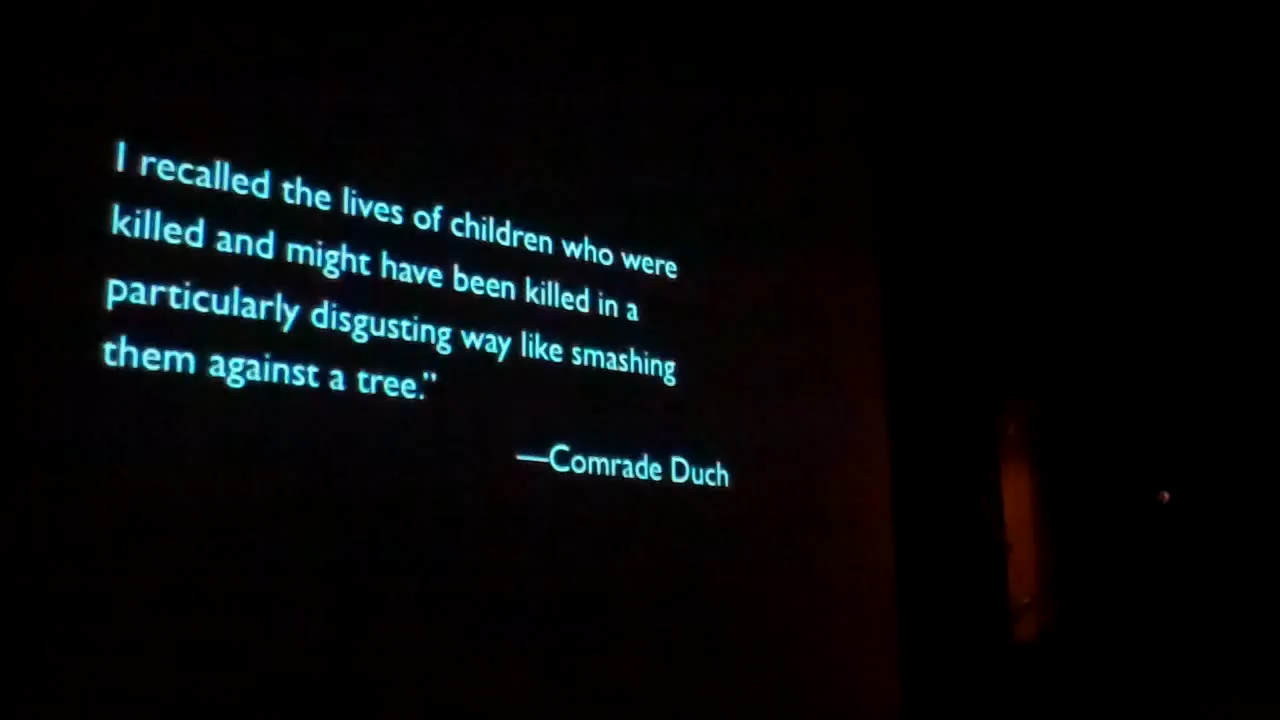 I recalled the lives of children who were
killed and might have been killed in a
particularly disgusting way like smashing
them against a tree.”
—Comrade Duch